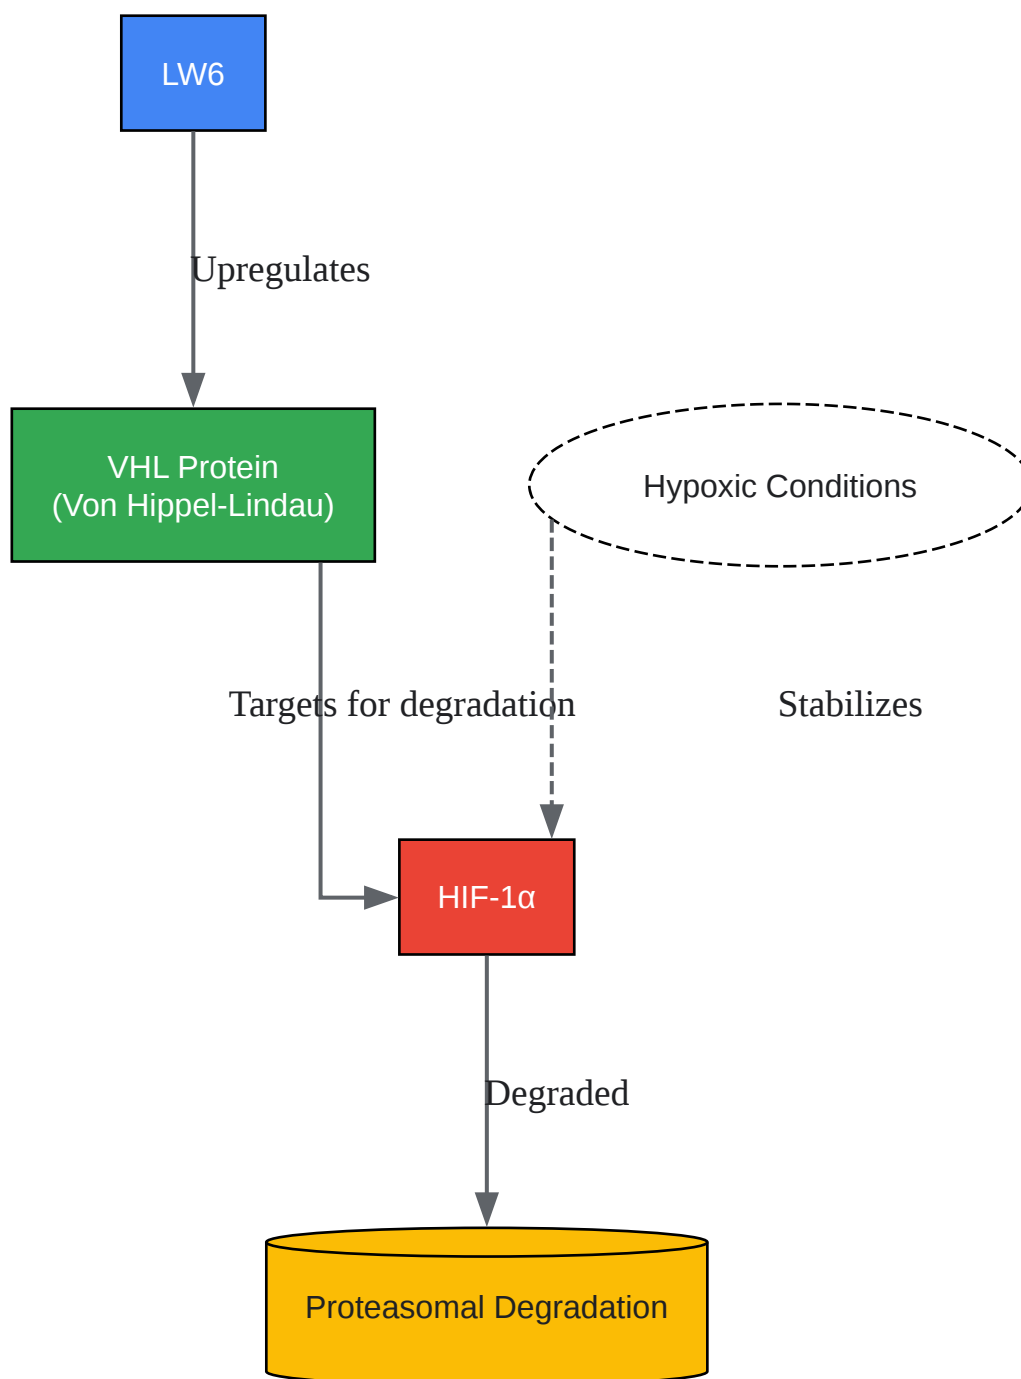 LW6
Upregulates
VHL Protein
(Von Hippel-Lindau)
Hypoxic Conditions
Targets for degradation
Stabilizes
HIF-1α
Degraded
Proteasomal Degradation